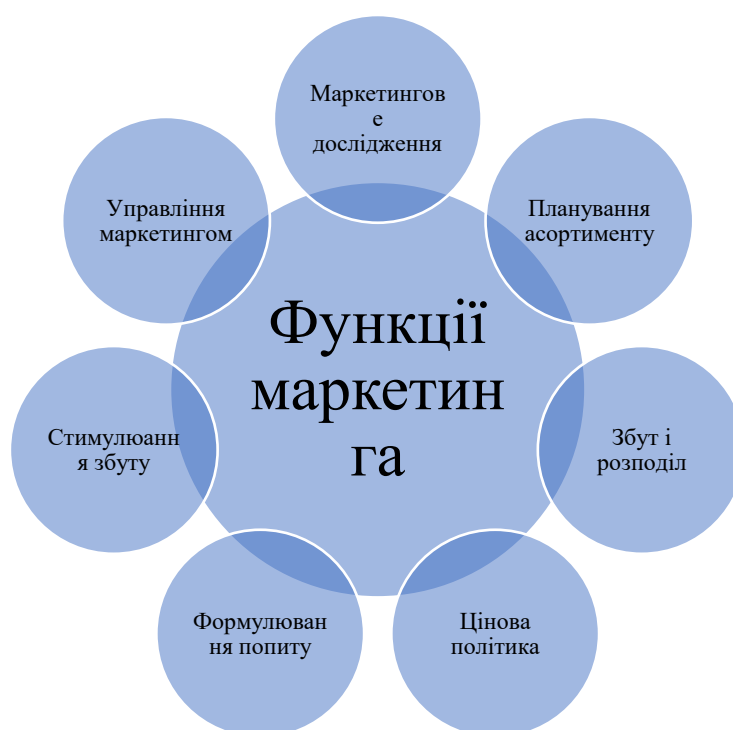 Маркетингов
е
дослідження
Планування
асортименту
Збут і
розподіл
Цінова
політика
Формулюван
ня попиту
Стимулюанн
я збуту
Управління
маркетингом
Функції
маркетин
га